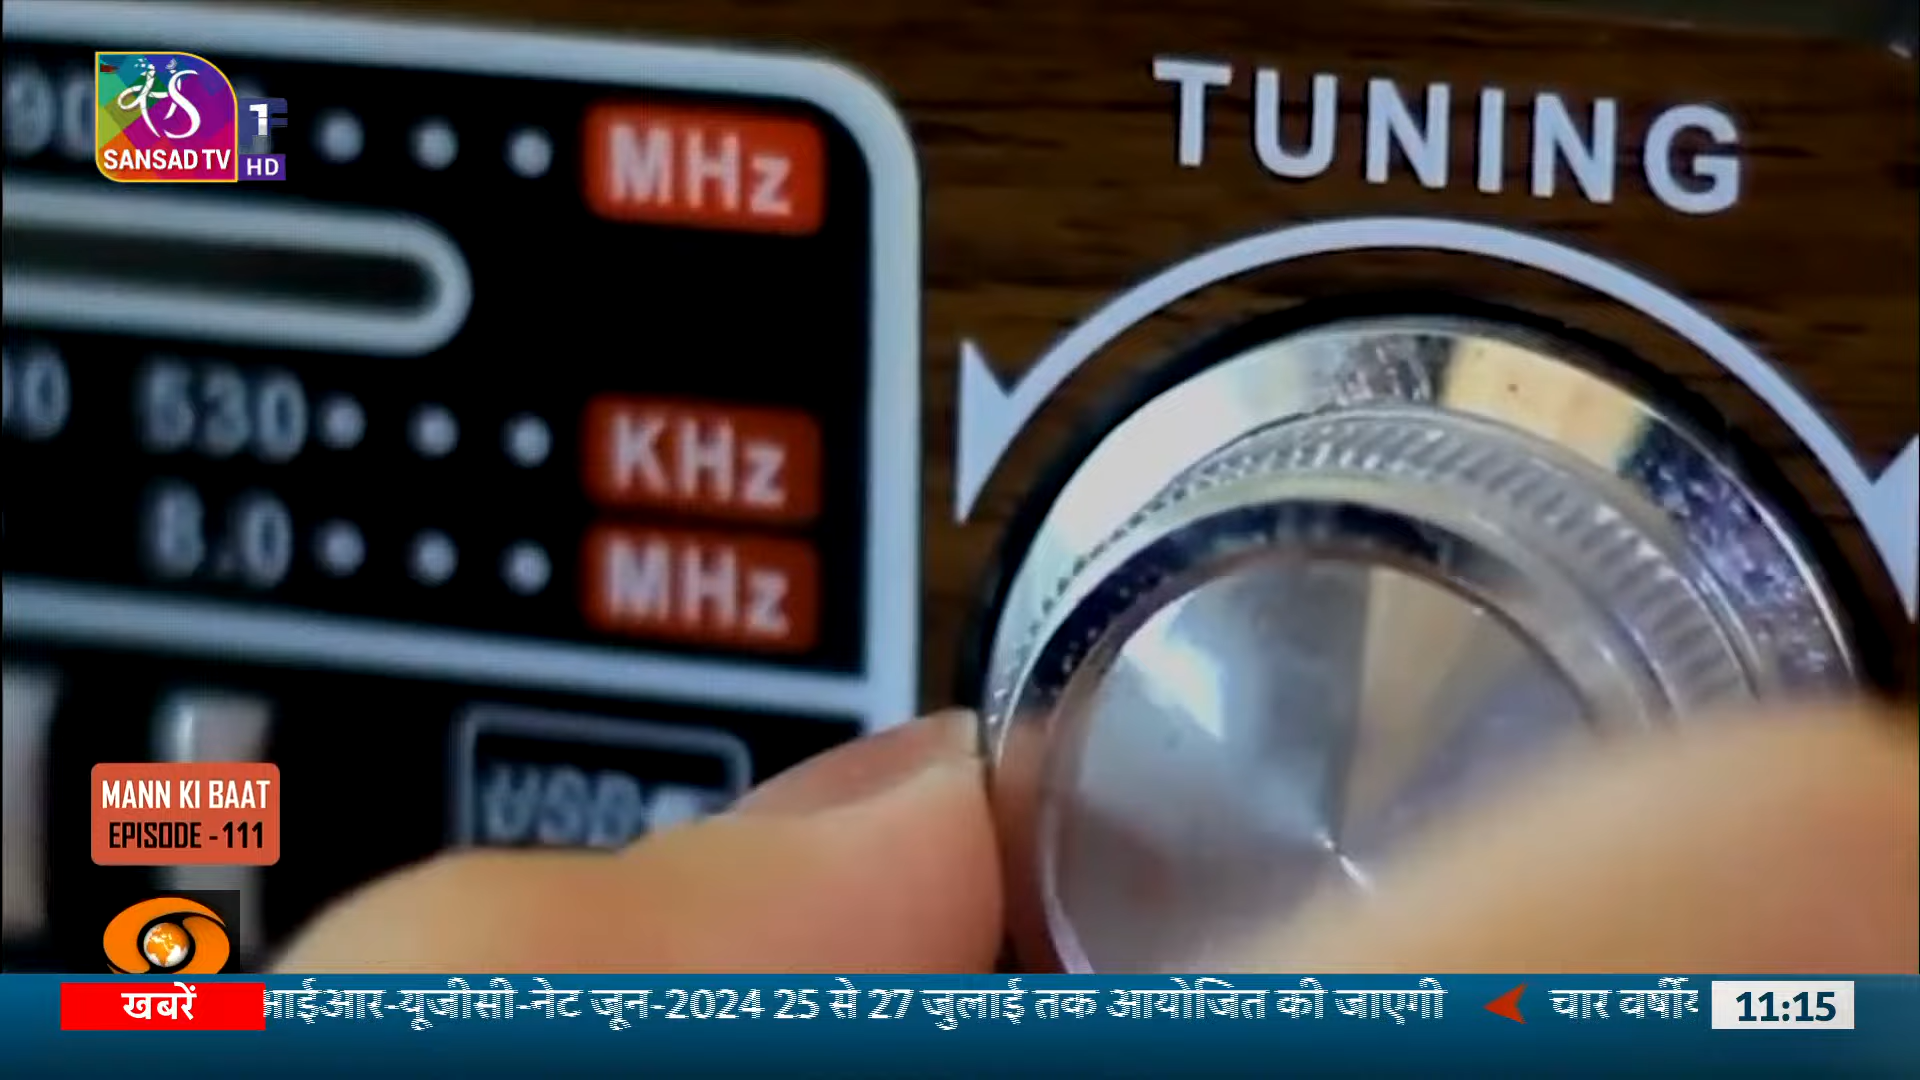 TUNING
MHz
530
KHz
8.0
MHz
SANSAD TV
1
HD
MANN KI BAAT
EPISODE - 111
खबरें
आईआर-यूजीसी-नेट जून-2024 25 से 27 जुलाई तक आयोजित की जाएगी
चार वर्षीय
11:15